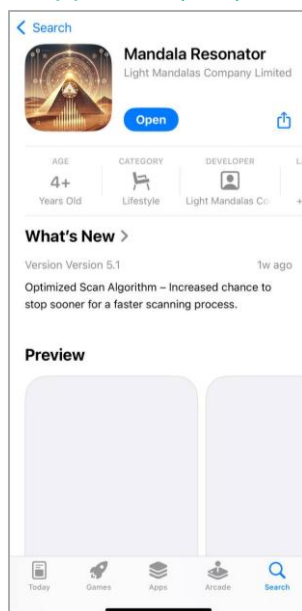 Search
Mandala Resonator
Light Mandalas Company Limited
Open
AGE
4+
Years Old
CATEGORY
Lifestyle
DEVELOPER
Light Mandalas Co
What's New >
Version Version 5.1 1w ago
Optimized Scan Algorithm – Increased chance to
stop sooner for a faster scanning process.
Preview
Today Games Apps Arcade Search